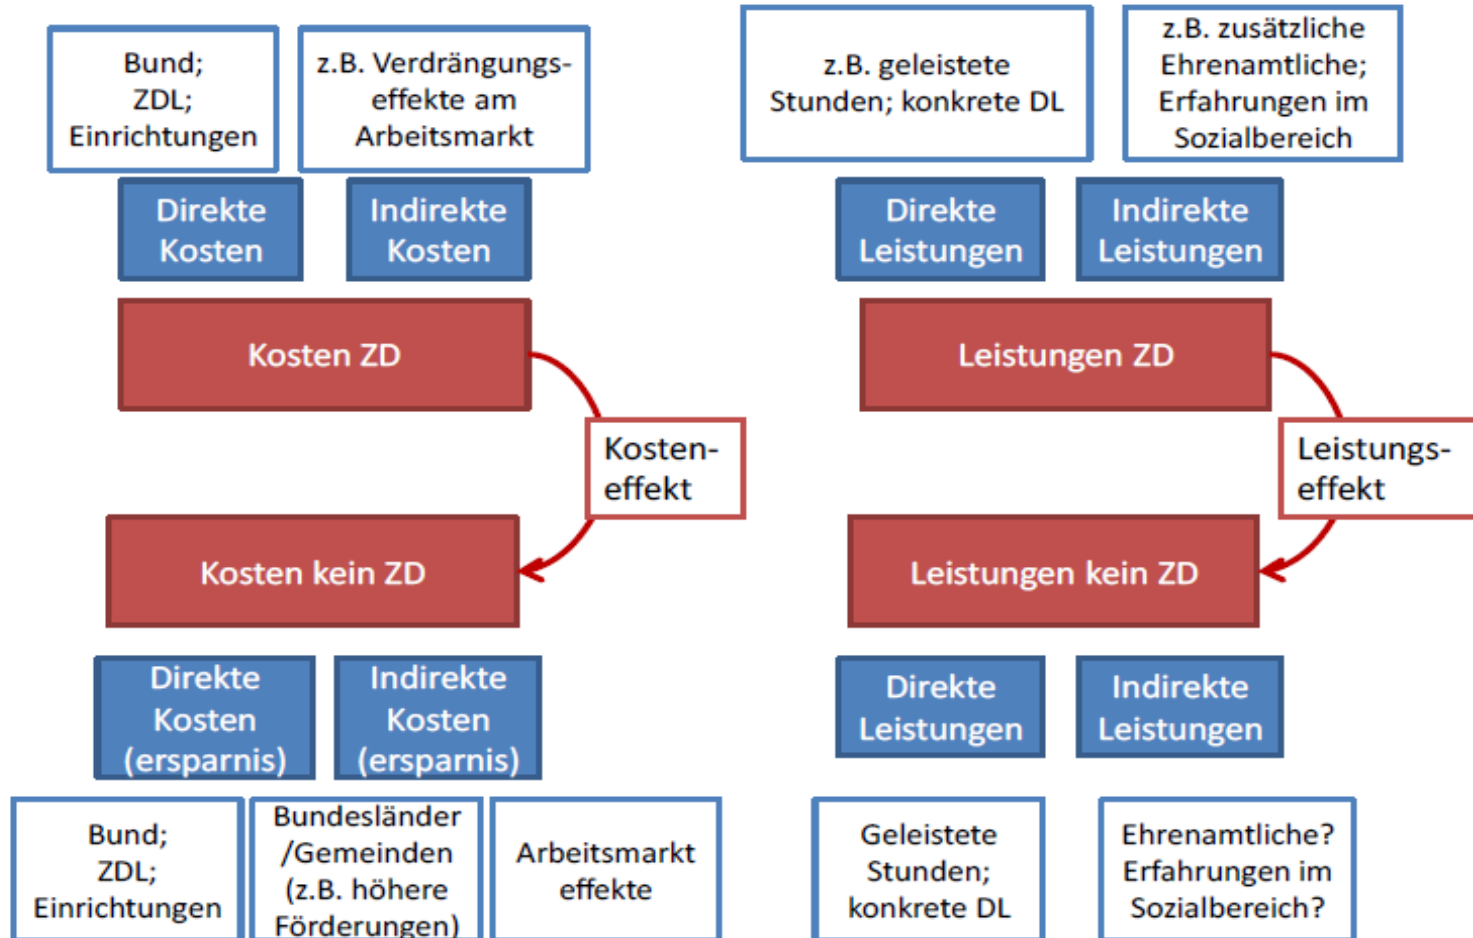 Bund;
ZDL;
Einrichtungen
z.B. Verdrängungs-
effekte am
Arbeitsmarkt
z.B. geleistete
Stunden; konkrete DL
z.B. zusätzliche
Ehrenamtliche;
Erfahrungen im
Sozialbereich
Direkte
Kosten
Indirekte
Kosten
Direkte
Leistungen
Indirekte
Leistungen
Kosten ZD
Leistungen ZD
Kosten-
effekt
Leistungs-
effekt
Kosten kein ZD
Leistungen kein ZD
Direkte
Kosten
(ersparnis)
Indirekte
Kosten
(ersparnis)
Direkte
Leistungen
Indirekte
Leistungen
Bund;
ZDL;
Einrichtungen
Bundesländer
/Gemeinden
(z.B. höhere
Förderungen)
Arbeitsmarkt
effekte
Geleistete
Stunden;
konkrete DL
Ehrenamtliche?
Erfahrungen im
Sozialbereich?